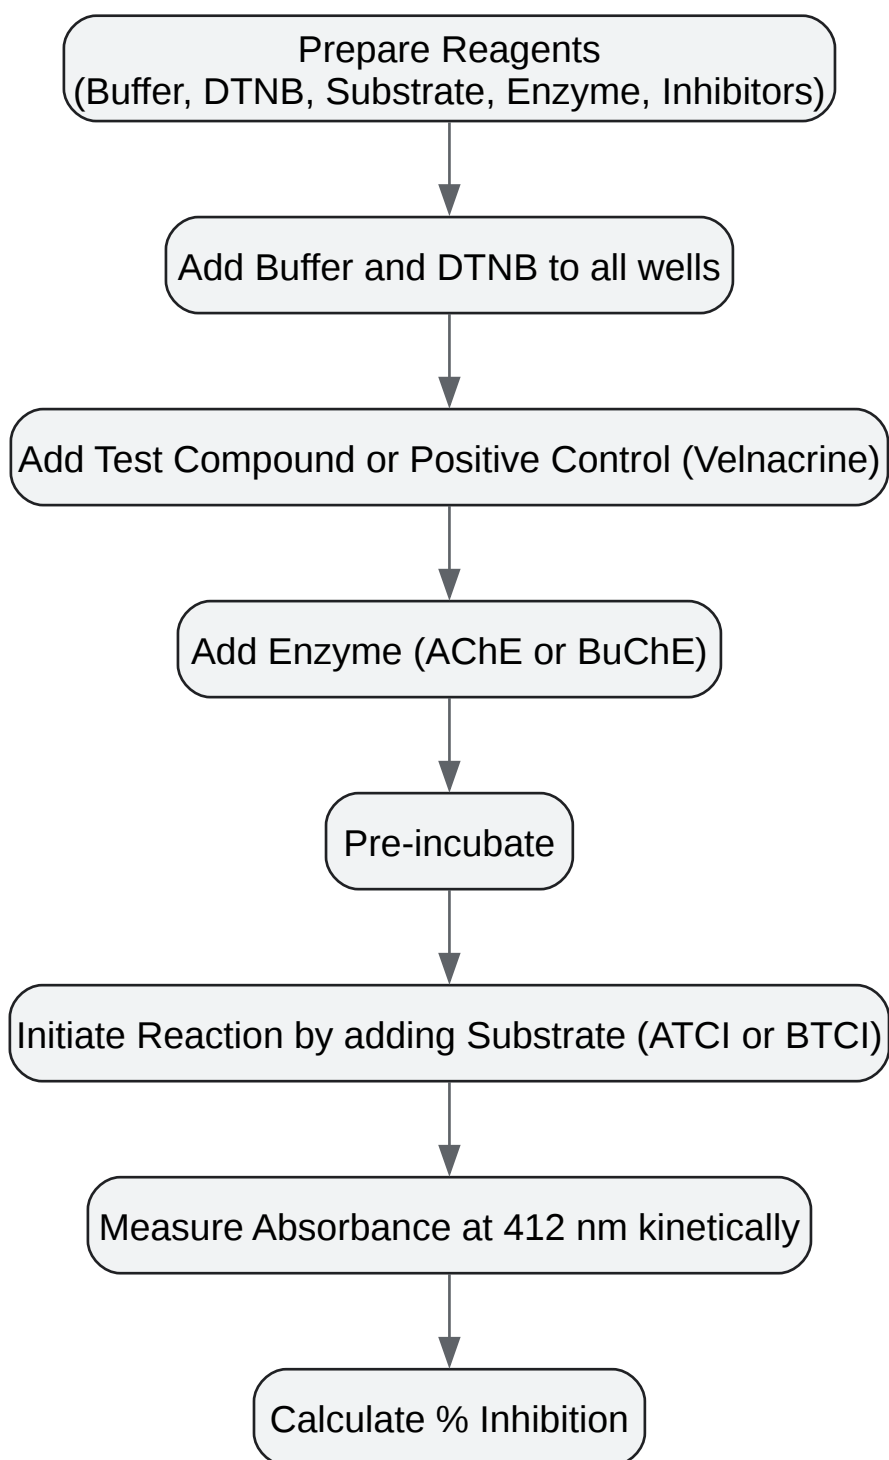 Prepare Reagents
(Buffer, DTNB, Substrate, Enzyme, Inhibitors)
Add Buffer and DTNB to all wells
Add Test Compound or Positive Control (Velnacrine)
Add Enzyme (AChE or BuChE)
Pre-incubate
Initiate Reaction by adding Substrate (ATCI or BTCI)
Measure Absorbance at 412 nm kinetically
Calculate % Inhibition